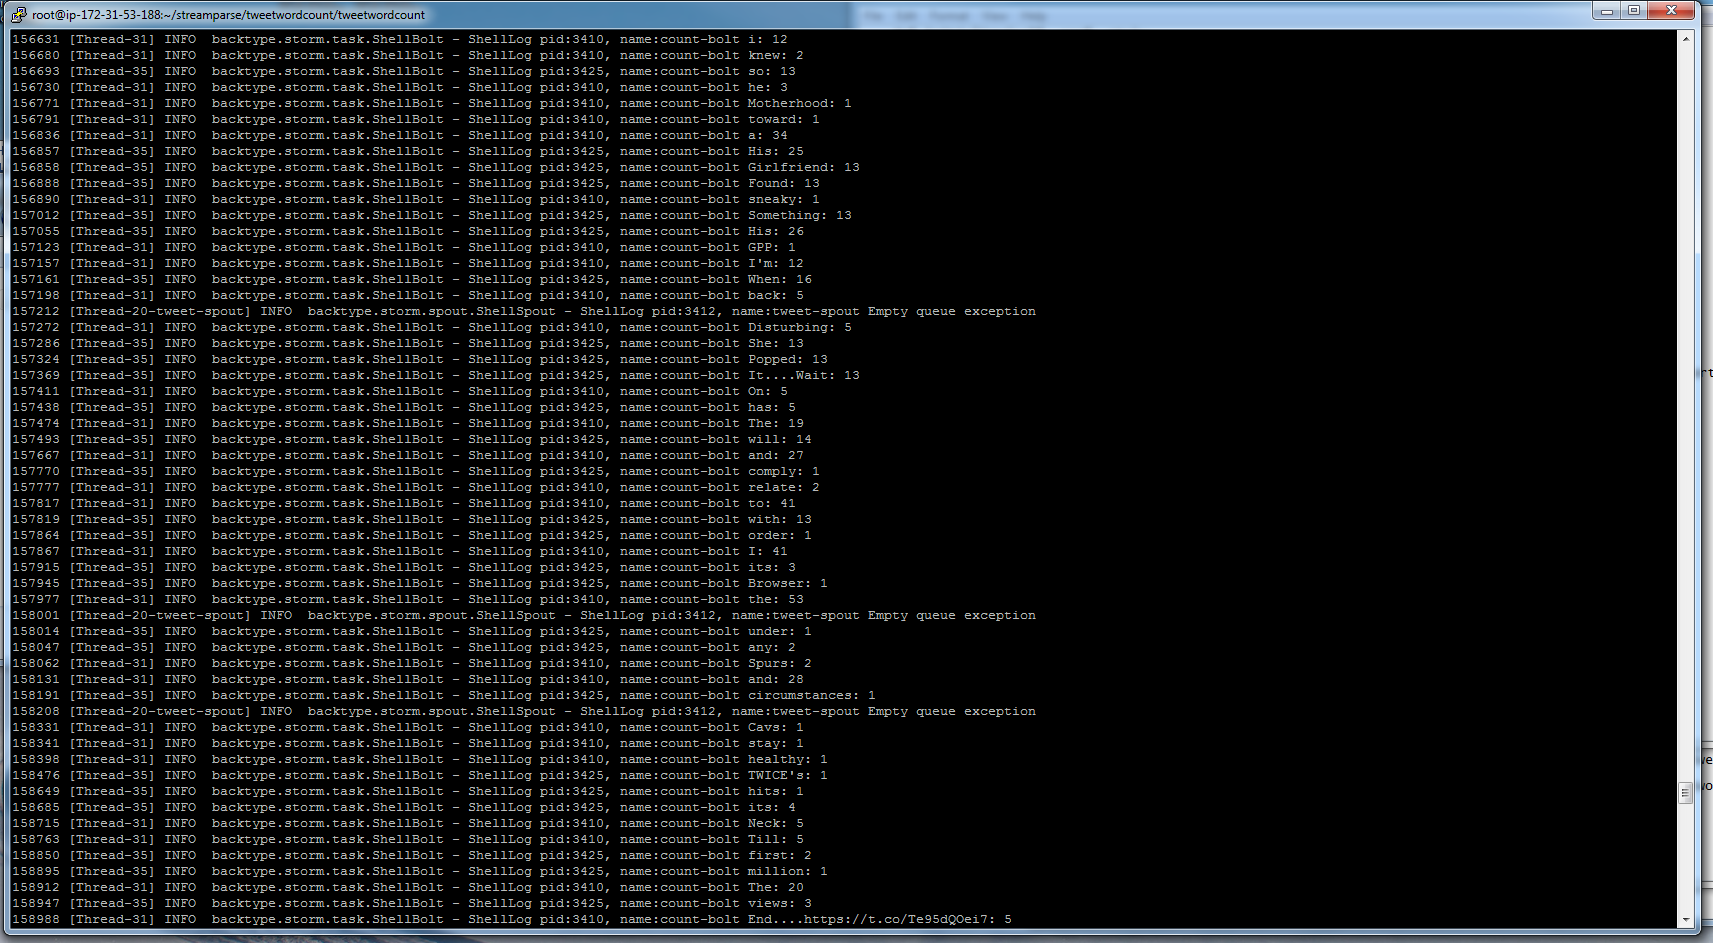 root@ip-172-31-53-188:~/streamparse/tweetwordcount/tweetwordcount
File Edit Format View Help
156631 [Thread-31] INFO  backtype.storm.task.ShellBolt - ShellLog pid:3410, name:count-bolt i: 12
156680 [Thread-31] INFO  backtype.storm.task.ShellBolt - ShellLog pid:3410, name:count-bolt knew: 2
156693 [Thread-35] INFO  backtype.storm.task.ShellBolt - ShellLog pid:3425, name:count-bolt so: 13
156730 [Thread-31] INFO  backtype.storm.task.ShellBolt - ShellLog pid:3410, name:count-bolt he: 3
156771 [Thread-31] INFO  backtype.storm.task.ShellBolt - ShellLog pid:3410, name:count-bolt Motherhood: 1
156791 [Thread-31] INFO  backtype.storm.task.ShellBolt - ShellLog pid:3410, name:count-bolt toward: 1
156836 [Thread-31] INFO  backtype.storm.task.ShellBolt - ShellLog pid:3410, name:count-bolt a: 34
156857 [Thread-35] INFO  backtype.storm.task.ShellBolt - ShellLog pid:3425, name:count-bolt His: 25
156858 [Thread-35] INFO  backtype.storm.task.ShellBolt - ShellLog pid:3425, name:count-bolt Girlfriend: 13
156888 [Thread-35] INFO  backtype.storm.task.ShellBolt - ShellLog pid:3425, name:count-bolt Found: 13
156890 [Thread-31] INFO  backtype.storm.task.ShellBolt - ShellLog pid:3410, name:count-bolt sneaky: 1
157012 [Thread-35] INFO  backtype.storm.task.ShellBolt - ShellLog pid:3425, name:count-bolt Something: 13
157055 [Thread-35] INFO  backtype.storm.task.ShellBolt - ShellLog pid:3425, name:count-bolt His: 26
157123 [Thread-31] INFO  backtype.storm.task.ShellBolt - ShellLog pid:3410, name:count-bolt GPP: 1
157157 [Thread-31] INFO  backtype.storm.task.ShellBolt - ShellLog pid:3410, name:count-bolt I'm: 12
157161 [Thread-35] INFO  backtype.storm.task.ShellBolt - ShellLog pid:3425, name:count-bolt When: 16
157198 [Thread-31] INFO  backtype.storm.task.ShellBolt - ShellLog pid:3410, name:count-bolt back: 5
157212 [Thread-20-tweet-spout] INFO  backtype.storm.spout.ShellSpout - ShellLog pid:3412, name:tweet-spout Empty queue exception
157272 [Thread-31] INFO  backtype.storm.task.ShellBolt - ShellLog pid:3410, name:count-bolt Disturbing: 5
157286 [Thread-35] INFO  backtype.storm.task.ShellBolt - ShellLog pid:3425, name:count-bolt She: 13
157324 [Thread-35] INFO  backtype.storm.task.ShellBolt - ShellLog pid:3425, name:count-bolt Popped: 13
157369 [Thread-35] INFO  backtype.storm.task.ShellBolt - ShellLog pid:3425, name:count-bolt It....Wait: 13
157411 [Thread-31] INFO  backtype.storm.task.ShellBolt - ShellLog pid:3410, name:count-bolt On: 5
157438 [Thread-35] INFO  backtype.storm.task.ShellBolt - ShellLog pid:3425, name:count-bolt has: 5
157474 [Thread-31] INFO  backtype.storm.task.ShellBolt - ShellLog pid:3410, name:count-bolt The: 19
157493 [Thread-35] INFO  backtype.storm.task.ShellBolt - ShellLog pid:3425, name:count-bolt will: 14
157667 [Thread-31] INFO  backtype.storm.task.ShellBolt - ShellLog pid:3410, name:count-bolt and: 27
157770 [Thread-35] INFO  backtype.storm.task.ShellBolt - ShellLog pid:3425, name:count-bolt comply: 1
157777 [Thread-31] INFO  backtype.storm.task.ShellBolt - ShellLog pid:3410, name:count-bolt relate: 2
157817 [Thread-31] INFO  backtype.storm.task.ShellBolt - ShellLog pid:3410, name:count-bolt to: 41
157819 [Thread-35] INFO  backtype.storm.task.ShellBolt - ShellLog pid:3425, name:count-bolt with: 13
157864 [Thread-35] INFO  backtype.storm.task.ShellBolt - ShellLog pid:3425, name:count-bolt order: 1
157867 [Thread-31] INFO  backtype.storm.task.ShellBolt - ShellLog pid:3410, name:count-bolt I: 41
157915 [Thread-35] INFO  backtype.storm.task.ShellBolt - ShellLog pid:3425, name:count-bolt its: 3
157945 [Thread-35] INFO  backtype.storm.task.ShellBolt - ShellLog pid:3425, name:count-bolt Browser: 1
157977 [Thread-31] INFO  backtype.storm.task.ShellBolt - ShellLog pid:3410, name:count-bolt the: 53
158001 [Thread-20-tweet-spout] INFO  backtype.storm.spout.ShellSpout - ShellLog pid:3412, name:tweet-spout Empty queue exception
158014 [Thread-35] INFO  backtype.storm.task.ShellBolt - ShellLog pid:3425, name:count-bolt under: 1
158047 [Thread-35] INFO  backtype.storm.task.ShellBolt - ShellLog pid:3425, name:count-bolt any: 2
158062 [Thread-31] INFO  backtype.storm.task.ShellBolt - ShellLog pid:3410, name:count-bolt Spurs: 2
158131 [Thread-31] INFO  backtype.storm.task.ShellBolt - ShellLog pid:3410, name:count-bolt and: 28
158191 [Thread-35] INFO  backtype.storm.task.ShellBolt - ShellLog pid:3425, name:count-bolt circumstances: 1
158208 [Thread-20-tweet-spout] INFO  backtype.storm.spout.ShellSpout - ShellLog pid:3412, name:tweet-spout Empty queue exception
158331 [Thread-31] INFO  backtype.storm.task.ShellBolt - ShellLog pid:3410, name:count-bolt Cavs: 1
158341 [Thread-31] INFO  backtype.storm.task.ShellBolt - ShellLog pid:3410, name:count-bolt stay: 1
158398 [Thread-31] INFO  backtype.storm.task.ShellBolt - ShellLog pid:3410, name:count-bolt healthy: 1
158476 [Thread-35] INFO  backtype.storm.task.ShellBolt - ShellLog pid:3425, name:count-bolt TWICE's: 1
158649 [Thread-35] INFO  backtype.storm.task.ShellBolt - ShellLog pid:3425, name:count-bolt hits: 1
158685 [Thread-35] INFO  backtype.storm.task.ShellBolt - ShellLog pid:3425, name:count-bolt its: 4
158715 [Thread-31] INFO  backtype.storm.task.ShellBolt - ShellLog pid:3410, name:count-bolt Neck: 5
158763 [Thread-31] INFO  backtype.storm.task.ShellBolt - ShellLog pid:3410, name:count-bolt Till: 5
158850 [Thread-35] INFO  backtype.storm.task.ShellBolt - ShellLog pid:3425, name:count-bolt first: 2
158895 [Thread-35] INFO  backtype.storm.task.ShellBolt - ShellLog pid:3425, name:count-bolt million: 1
158912 [Thread-31] INFO  backtype.storm.task.ShellBolt - ShellLog pid:3410, name:count-bolt The: 20
158947 [Thread-35] INFO  backtype.storm.task.ShellBolt - ShellLog pid:3425, name:count-bolt views: 3
158988 [Thread-31] INFO  backtype.storm.task.ShellBolt - ShellLog pid:3410, name:count-bolt End....https://t.co/Te95dQOei7: 5